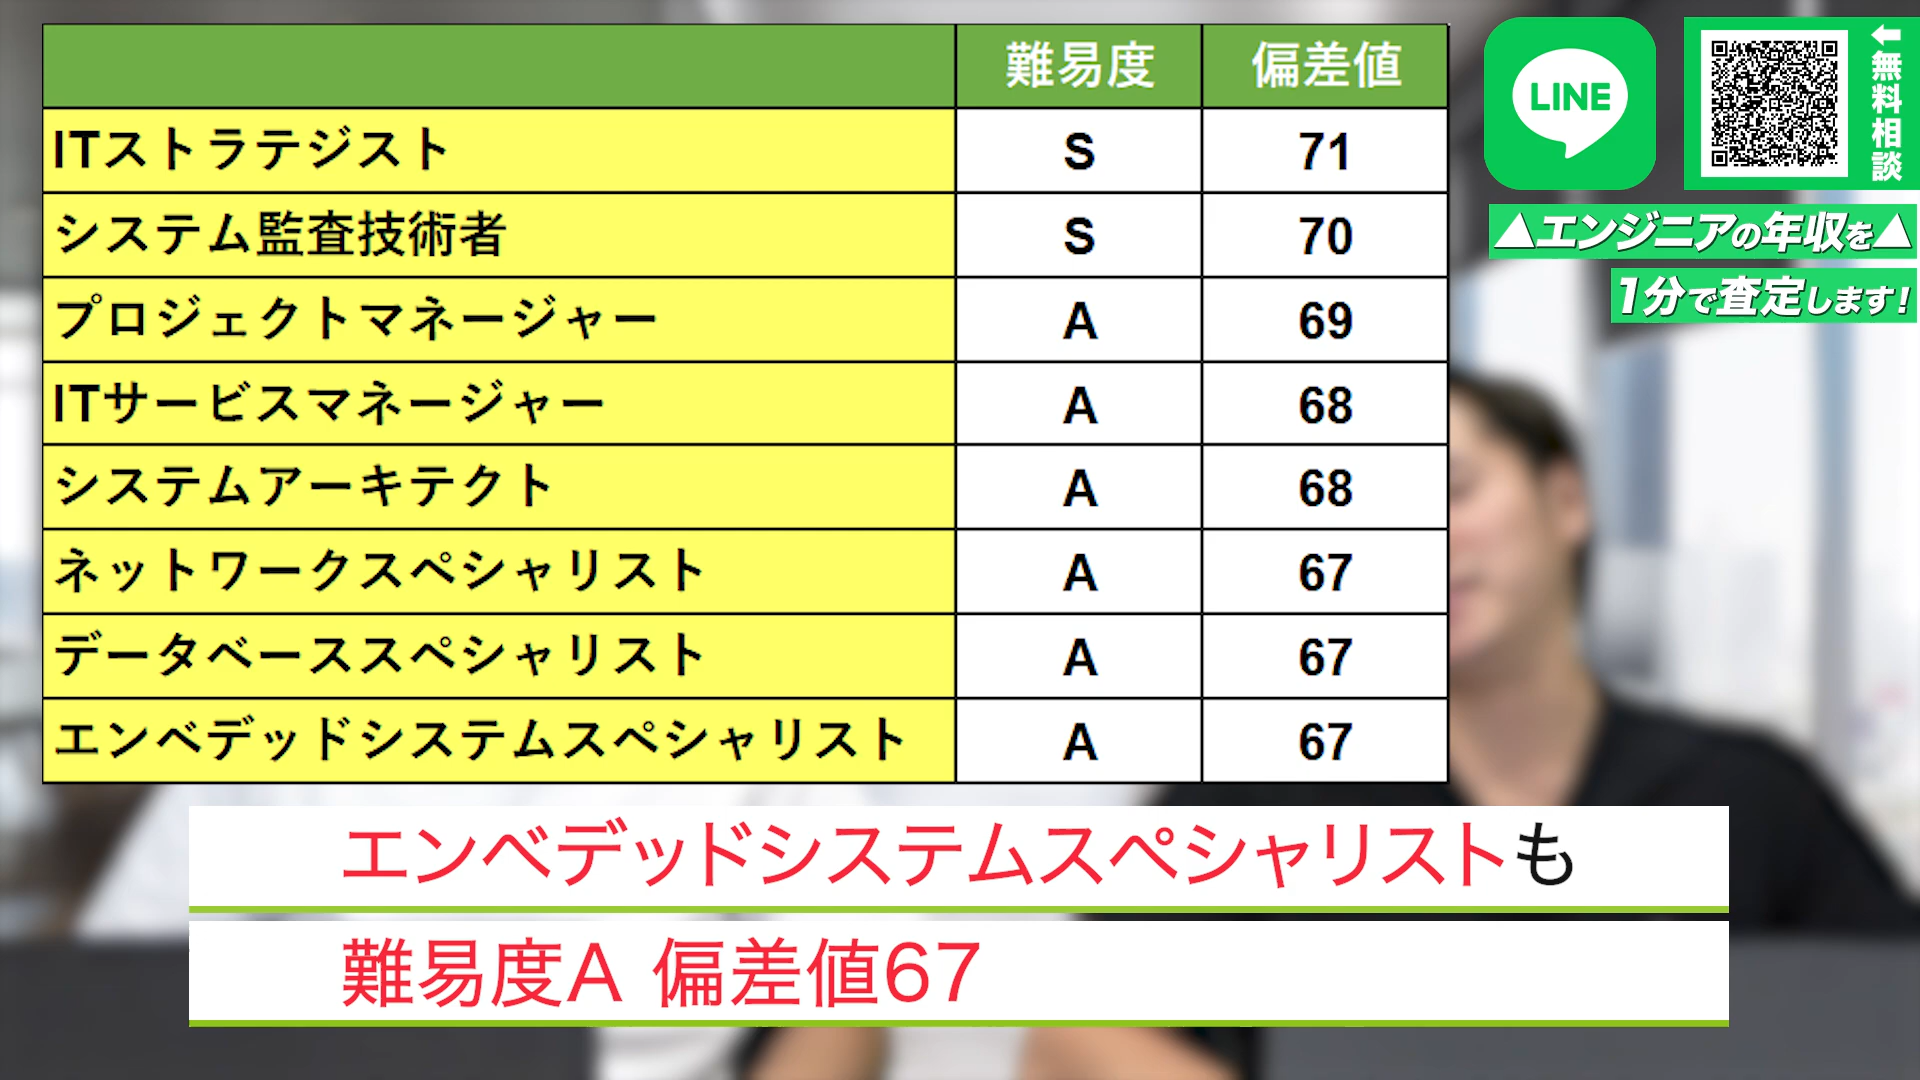 難易度 偏差値
ITストラテジスト S 71
システム監査技術者 S 70
プロジェクトマネージャー A 69
ITサービスマネージャー A 68
システムアーキテクト A 68
ネットワークスペシャリスト A 67
データベーススペシャリスト A 67
エンベデッドシステムスペシャリスト A 67
LINE
⬅無料相談
▲エンジニアの年収を▲
1分で査定します!
エンベデッドシステムスペシャリストも
難易度A 偏差値67